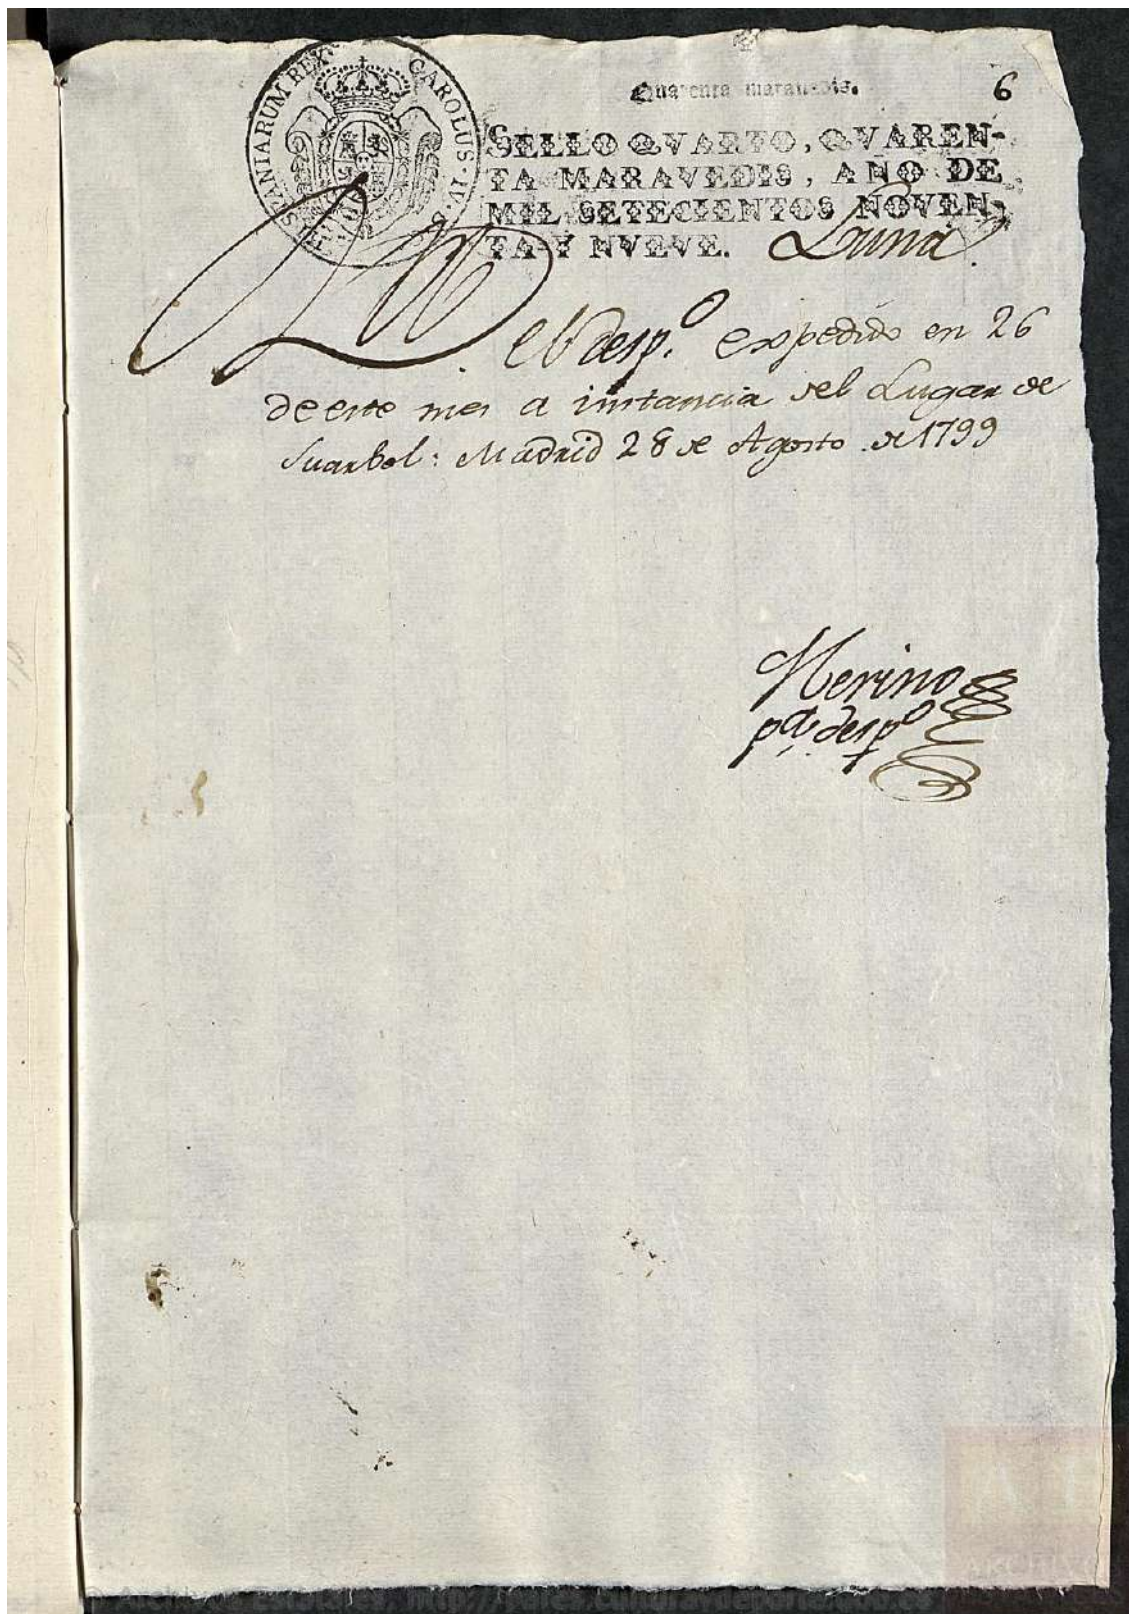 Quarenta maravedis.
6
HISPANIARUM REX CAROLUS IV D G
SELLO QVARTO, QVAREN-
TA MARAVEDIS, AÑO DE
MIL SETECIENTOS NOVEN-
TA Y NVEVE. Luna
el desp.º expedido en 26
de este mes a instancia del Lugar de
Suarbol: Madrid 28 de Agosto de 1799
Merino
desp.º